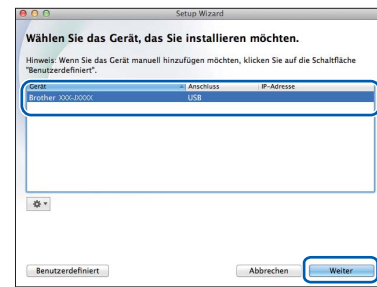 Setup Wizard
Wählen Sie das Gerät, das Sie installieren möchten.
Hinweis: Wenn Sie das Gerät manuell hinzufügen möchten, klicken Sie auf die Schaltfläche
"Benutzerdefiniert".
Gerät Anschluss IP-Adresse
Brother XXX-XXXX USB
Benutzerdefiniert Abbrechen Weiter